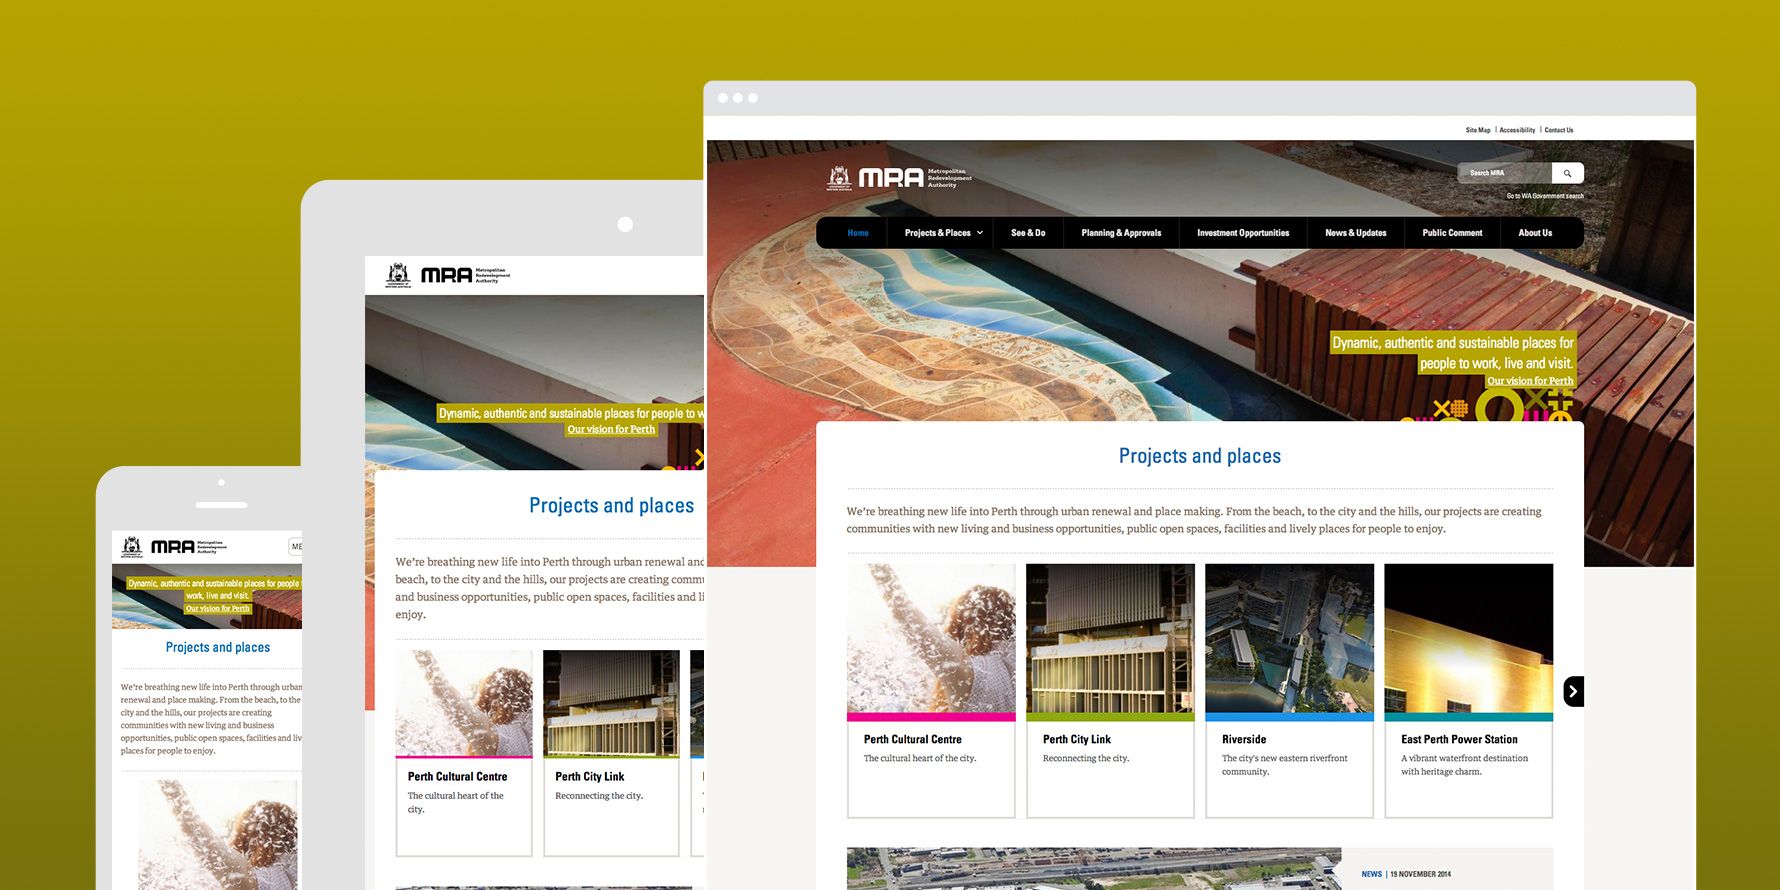 MRA Metropolitan
Redevelopment
Authority
GOVERNMENT OF
WESTERN AUSTRALIA
ME
Dynamic, authentic and sustainable places for people
work, live and visit.
Our vision for Perth
Projects and places
We're breathing new life into Perth through urban
renewal and place making. From the beach, to the
city and the hills, our projects are creating
communities with new living and business
opportunities, public open spaces, facilities and liv
places for people to enjoy.
MRA Metropolitan
Redevelopment
Authority
GOVERNMENT OF
WESTERN AUSTRALIA
Dynamic, authentic and sustainable places for people to w
Our vision for Perth
Projects and places
We're breathing new life into Perth through urban renewal and
beach, to the city and the hills, our projects are creating commu
and business opportunities, public open spaces, facilities and li
enjoy.
Perth Cultural Centre
The cultural heart of the
city.
Perth City Link
Reconnecting the city.
Site Map | Accessibility | Contact Us
MRA Metropolitan
Redevelopment
Authority
GOVERNMENT OF
WESTERN AUSTRALIA
Search MRA
Go to WA Government search
Home Projects & Places See & Do Planning & Approvals Investment Opportunities News & Updates Public Comment About Us
Dynamic, authentic and sustainable places for
people to work, live and visit.
Our vision for Perth
Projects and places
We're breathing new life into Perth through urban renewal and place making. From the beach, to the city and the hills, our projects are creating
communities with new living and business opportunities, public open spaces, facilities and lively places for people to enjoy.
Perth Cultural Centre
The cultural heart of the city.
Perth City Link
Reconnecting the city.
Riverside
The city's new eastern riverfront
community.
East Perth Power Station
A vibrant waterfront destination
with heritage charm.
NEWS | 19 NOVEMBER 2014